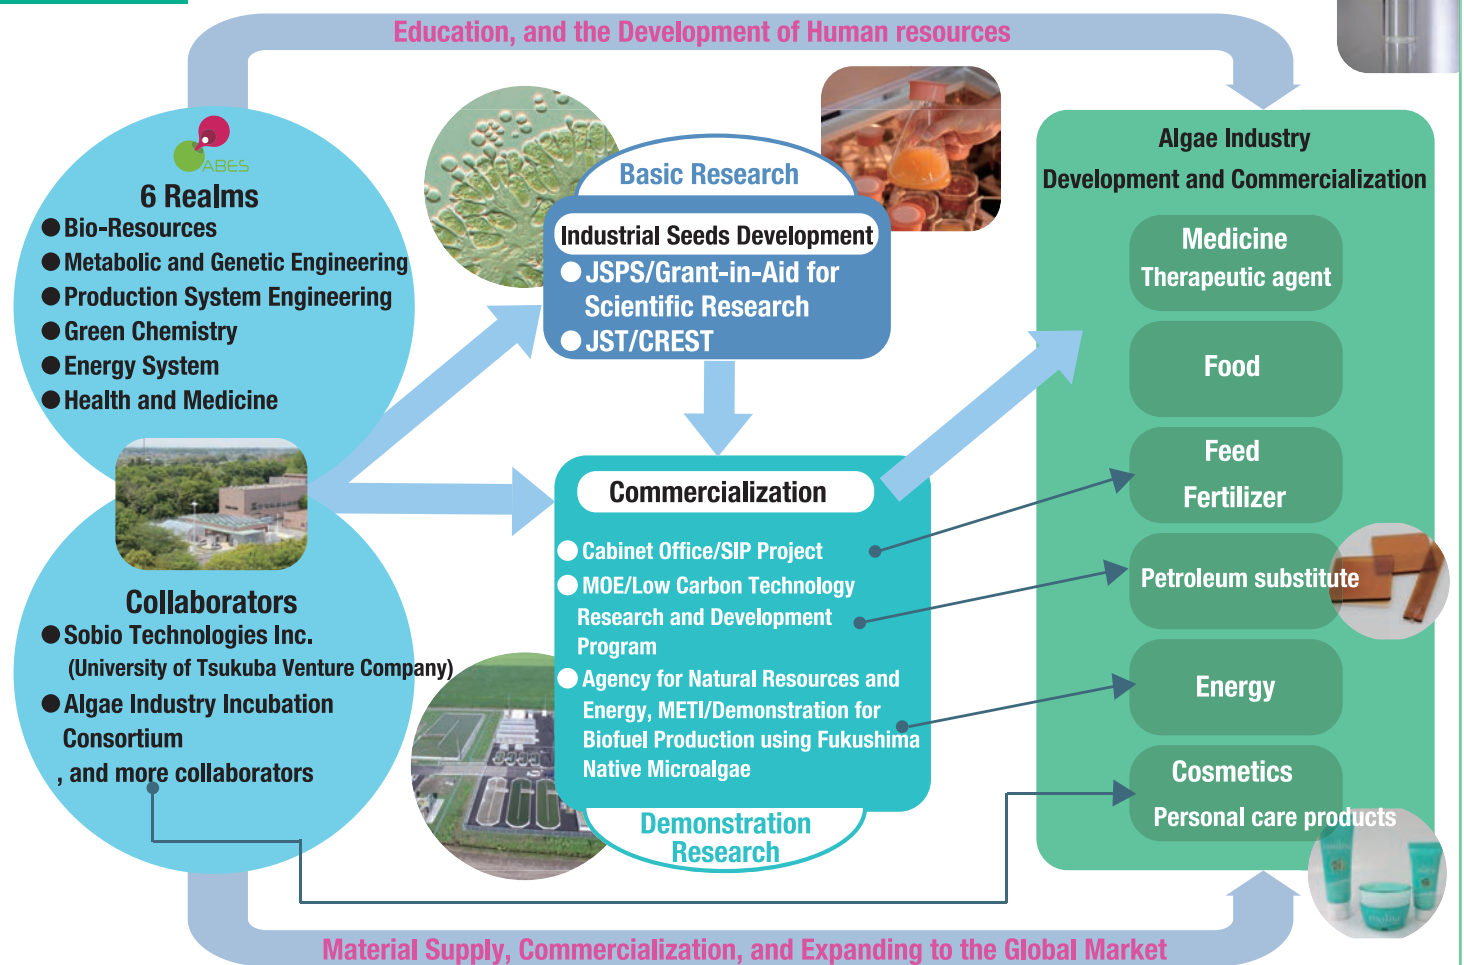 Education, and the Development of Human resources
ABES
6 Realms
●Bio-Resources
●Metabolic and Genetic Engineering
●Production System Engineering
●Green Chemistry
●Energy System
●Health and Medicine
Collaborators
●Sobio Technologies Inc.
(University of Tsukuba Venture Company)
●Algae Industry Incubation
Consortium
, and more collaborators
Basic Research
Industrial Seeds Development
●JSPS/Grant-in-Aid for
Scientific Research
●JST/CREST
Commercialization
●Cabinet Office/SIP Project
●MOE/Low Carbon Technology
Research and Development
Program
●Agency for Natural Resources and
Energy, METI/Demonstration for
Biofuel Production using Fukushima
Native Microalgae
Demonstration
Research
Algae Industry
Development and Commercialization
Medicine
Therapeutic agent
Food
Feed
Fertilizer
Petroleum substitute
Energy
Cosmetics
Personal care products
Material Supply, Commercialization, and Expanding to the Global Market